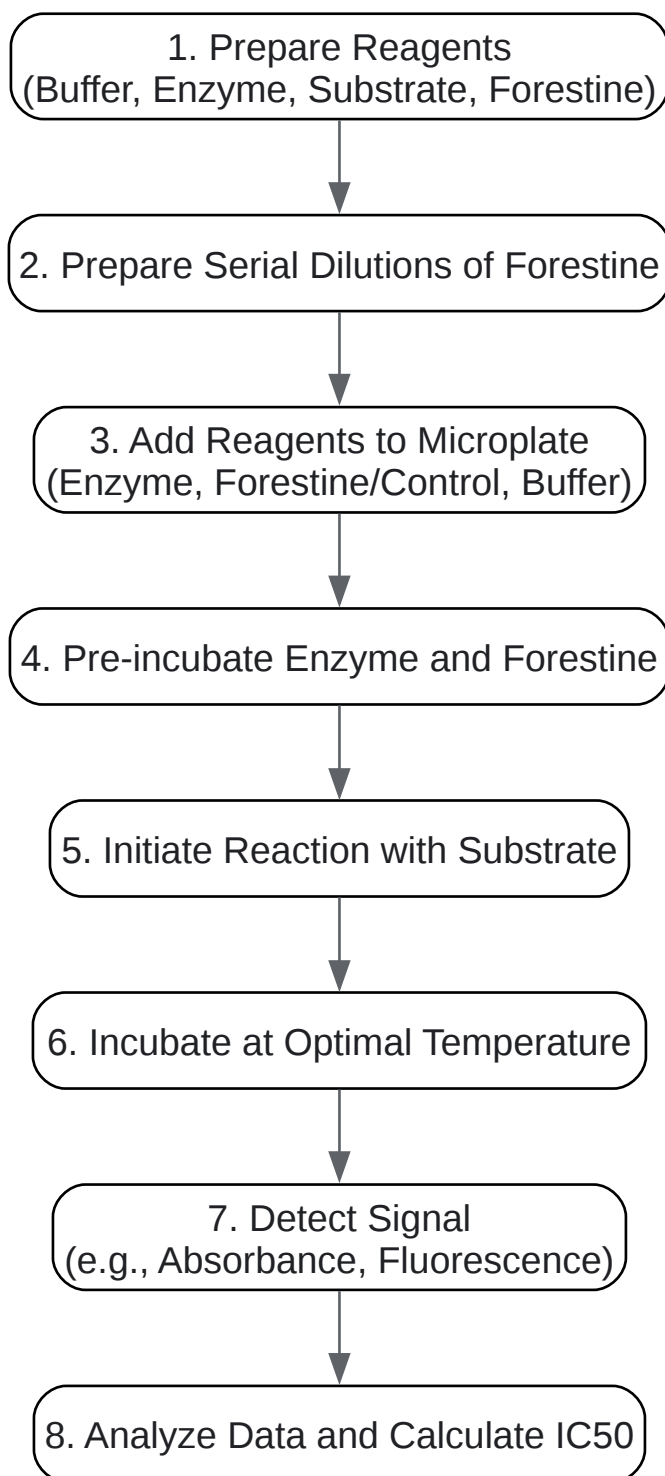 1. Prepare Reagents
(Buffer, Enzyme, Substrate, Forestine)
2. Prepare Serial Dilutions of Forestine
3. Add Reagents to Microplate
(Enzyme, Forestine/Control, Buffer)
4. Pre-incubate Enzyme and Forestine
5. Initiate Reaction with Substrate
6. Incubate at Optimal Temperature
7. Detect Signal
(e.g., Absorbance, Fluorescence)
8. Analyze Data and Calculate IC50